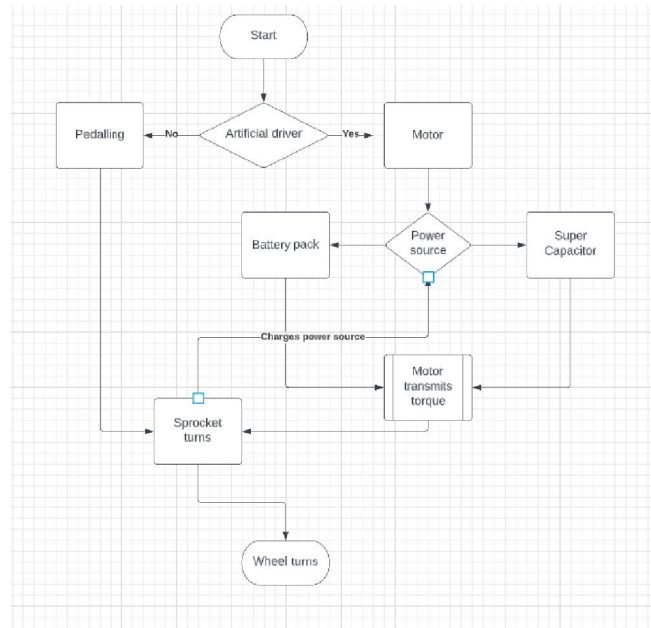 Start
Pedalling
No
Artificial driver
Yes
Motor
Battery pack
Power
source
Super
Capacitor
Charges power source
Motor
transmits
torque
Sprocket
turns
Wheel turns